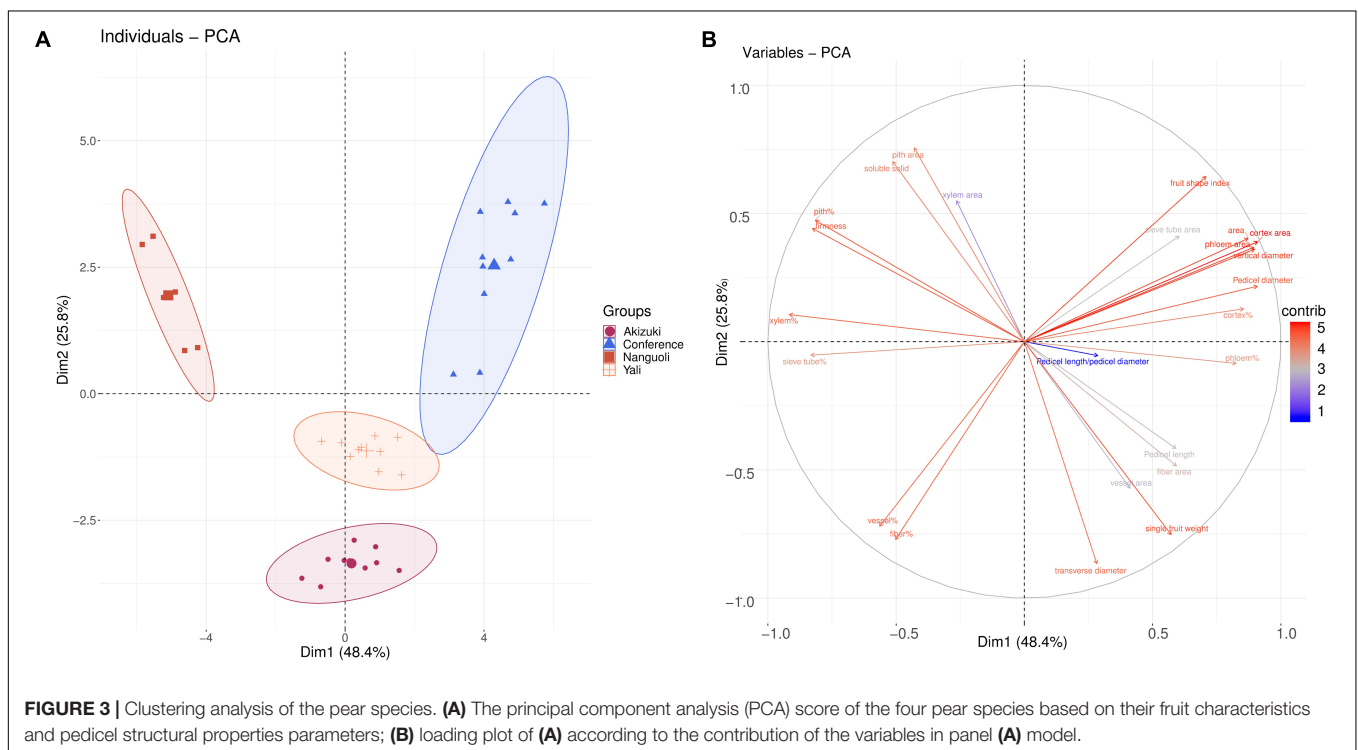 A
Individuals – PCA
5.0
2.5
0.0
−2.5
Dim2 (25.8%)
−4
0
4
Dim1 (48.4%)
Groups
Akizuki
Conference
Nanguoli
Yali
B
Variables – PCA
1.0
0.5
0.0
−0.5
−1.0
Dim2 (25.8%)
−1.0
−0.5
0.0
0.5
1.0
Dim1 (48.4%)
pith area
soluble solid
xylem area
fruit shape index
pith%
firmness
sieve tube area
area
cortex area
phloem area
vertical diameter
Pedicel diameter
cortex%
xylem%
sieve tube%
Pedicel length/pedicel diameter
phloem%
Pedicel length
fiber area
vessel area
vessel%
fiber%
single fruit weight
transverse diameter
contrib
5
4
3
2
1
FIGURE 3 | Clustering analysis of the pear species. (A) The principal component analysis (PCA) score of the four pear species based on their fruit characteristics
and pedicel structural properties parameters; (B) loading plot of (A) according to the contribution of the variables in panel (A) model.